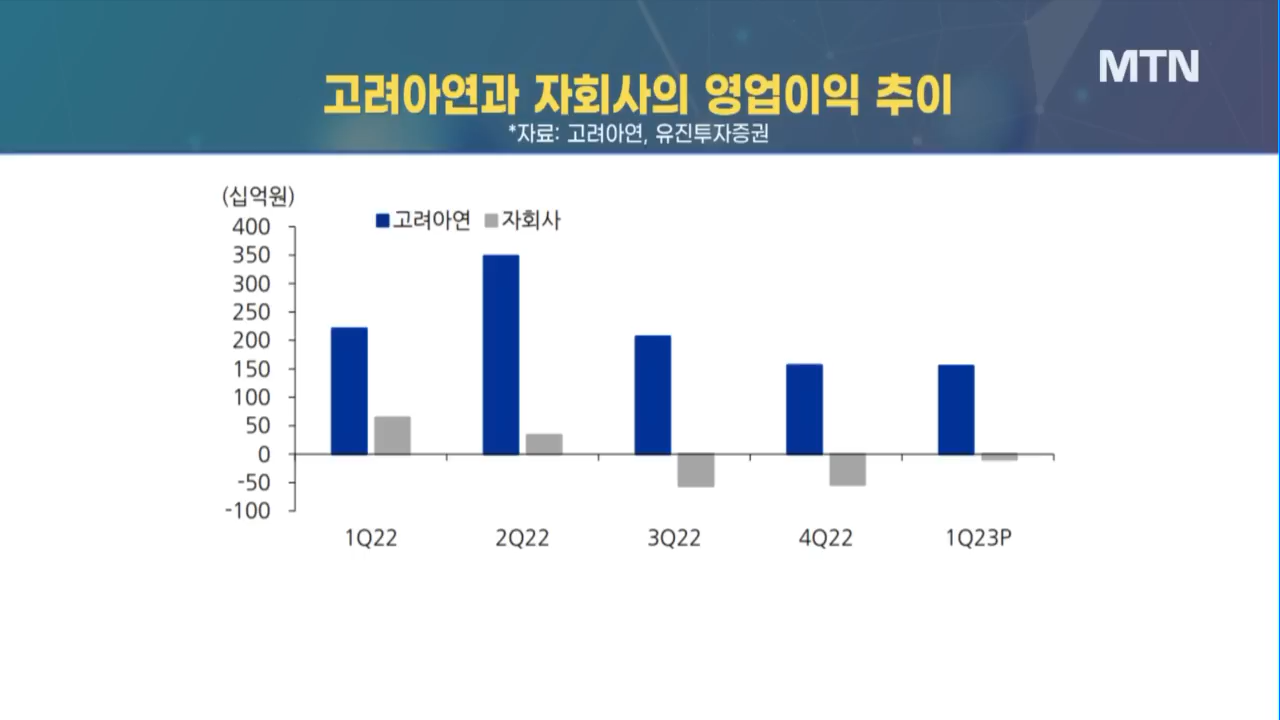 MTN
고려아연과 자회사의 영업이익 추이
*자료: 고려아연, 유진투자증권
(십억원)
고려아연 자회사
400
350
300
250
200
150
100
50
0
-50
-100
1Q22 2Q22 3Q22 4Q22 1Q23P